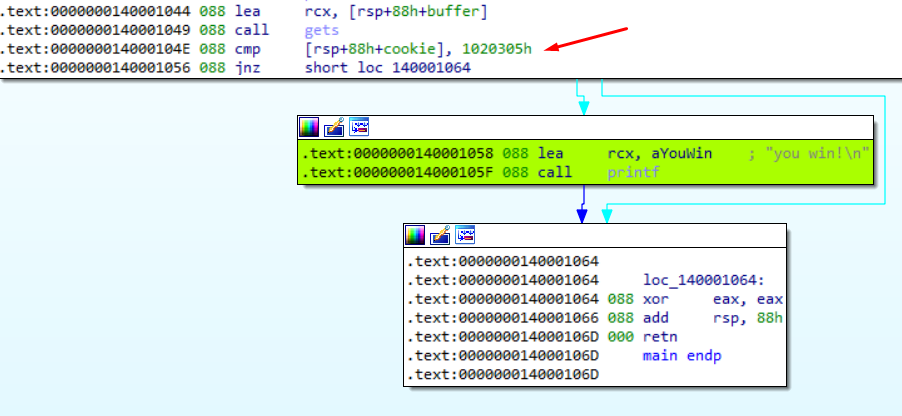 .text:0000000140001044 088 lea rcx, [rsp+88h+buffer]
.text:0000000140001049 088 call gets
.text:000000014000104E 088 cmp [rsp+88h+cookie], 1020305h
.text:0000000140001056 088 jnz short loc_140001064
.text:0000000140001058 088 lea rcx, aYouWin ; "you win!\n"
.text:000000014000105F 088 call printf
.text:0000000140001064
.text:0000000140001064 loc_140001064:
.text:0000000140001064 088 xor eax, eax
.text:0000000140001066 088 add rsp, 88h
.text:000000014000106D 000 retn
.text:000000014000106D main endp
.text:000000014000106D